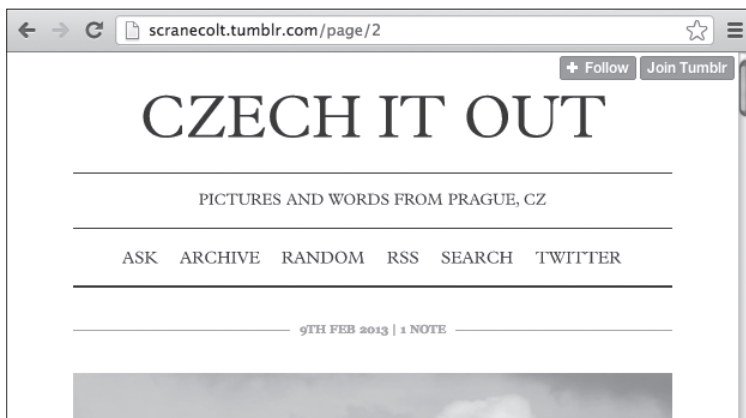 scranecolt.tumblr.com/page/2
+ Follow Join Tumblr
CZECH IT OUT
PICTURES AND WORDS FROM PRAGUE, CZ
ASK ARCHIVE RANDOM RSS SEARCH TWITTER
9TH FEB 2013 | 1 NOTE